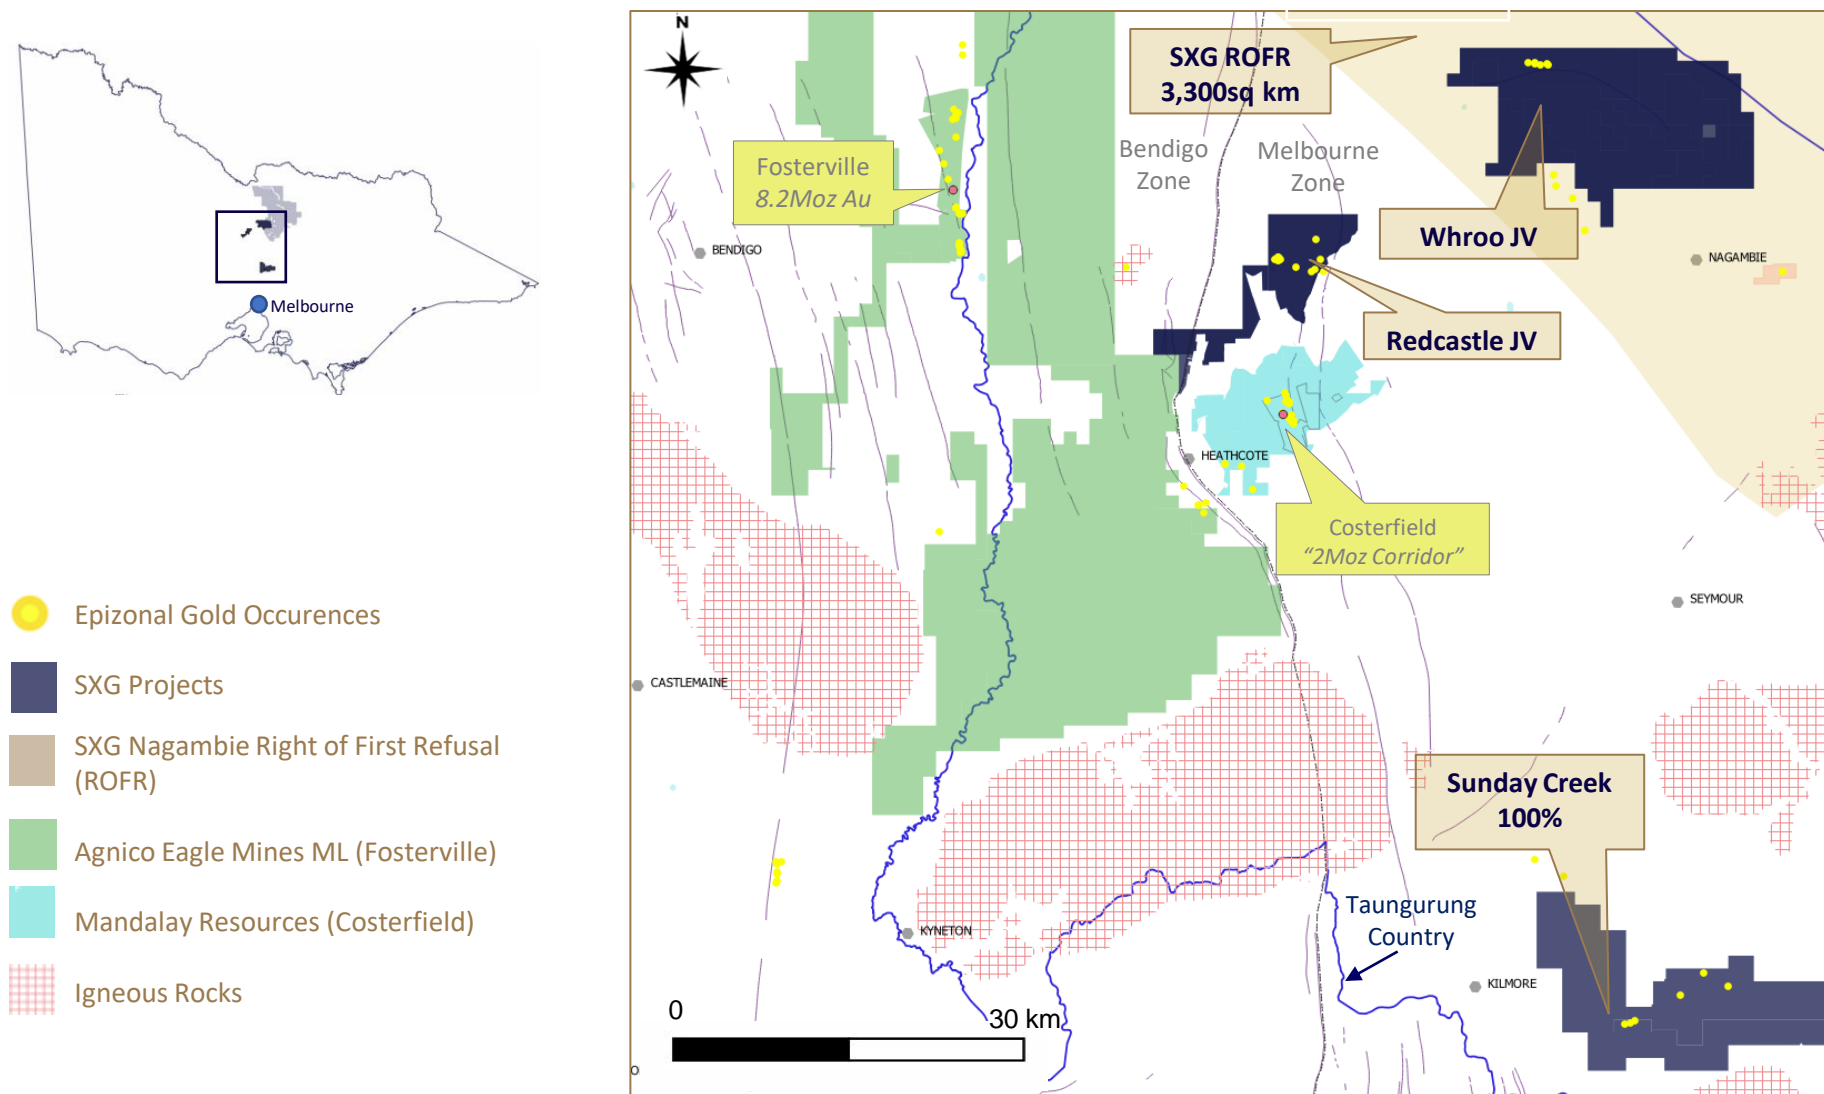 Melbourne
Epizonal Gold Occurences
SXG Projects
SXG Nagambie Right of First Refusal
(ROFR)
Agnico Eagle Mines ML (Fosterville)
Mandalay Resources (Costerfield)
Igneous Rocks
N
SXG ROFR
3,300sq km
Bendigo
Zone
Melbourne
Zone
Fosterville
8.2Moz Au
BENDIGO
Whroo JV
NAGAMBIE
Redcastle JV
HEATHCOTE
Costerfield
“2Moz Corridor”
SEYMOUR
CASTLEMAINE
Sunday Creek
100%
Taungurung
Country
KYNETON
KILMORE
0
30 km